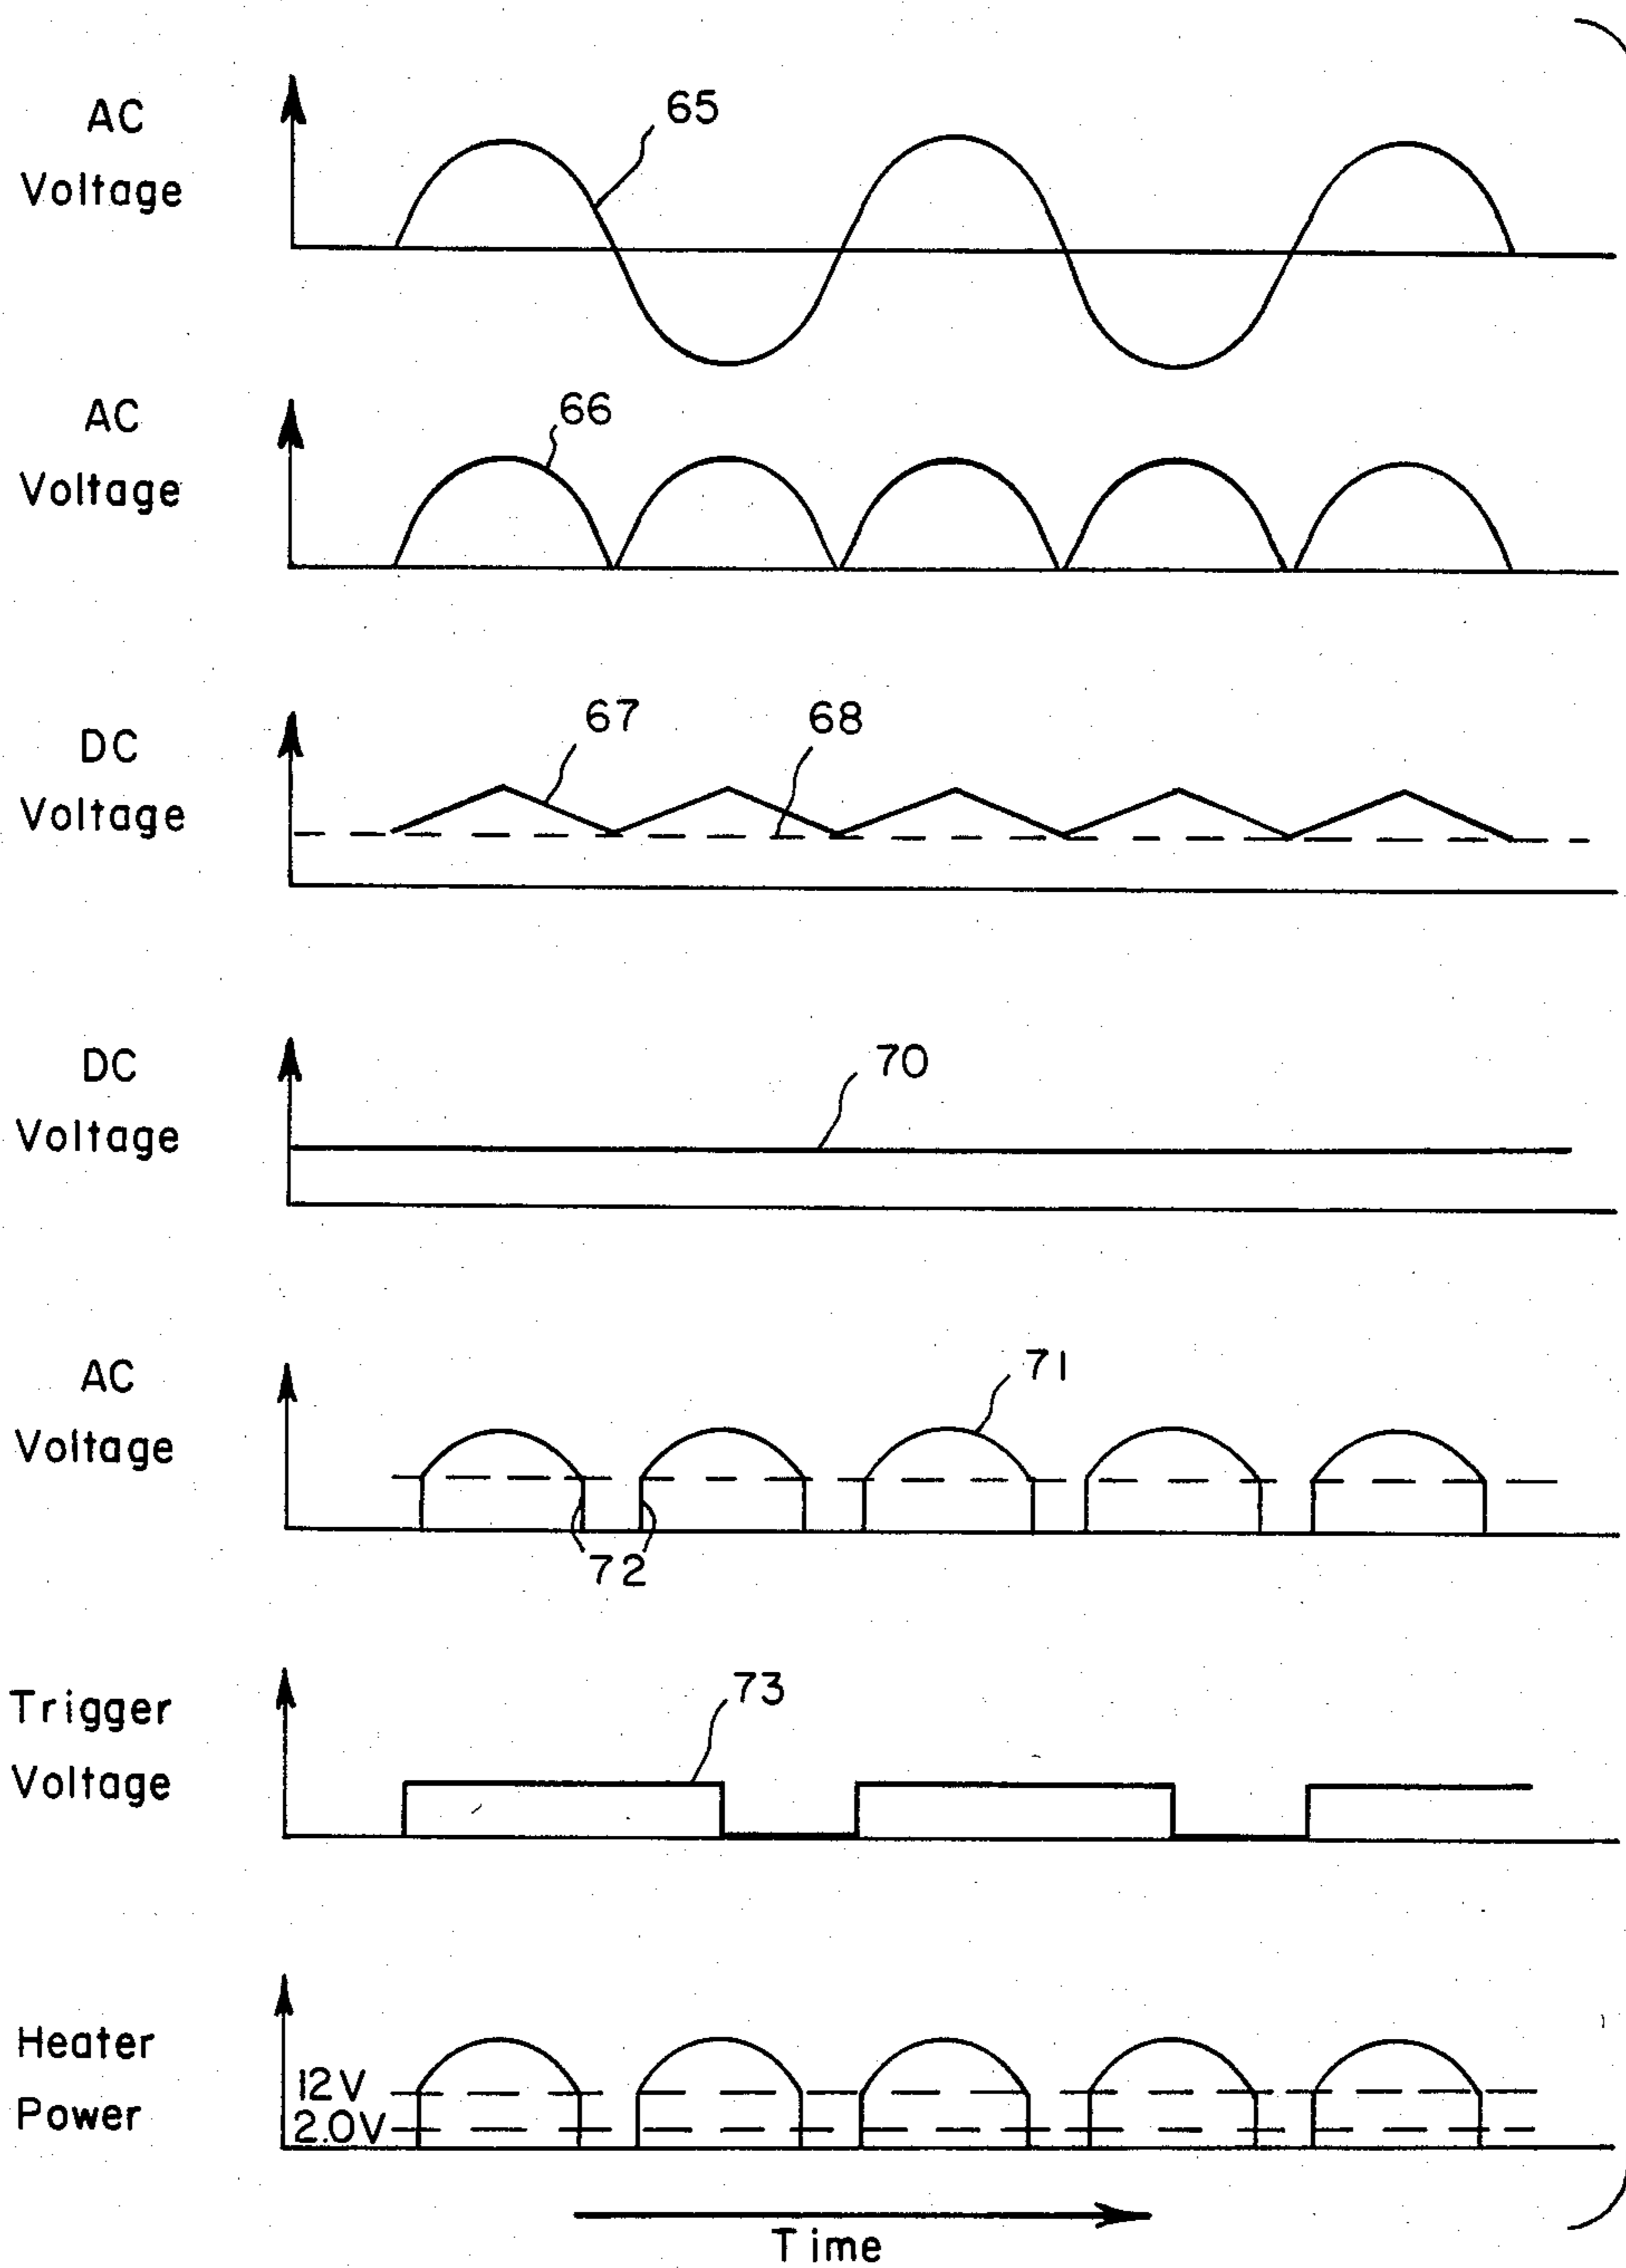 AC
Voltage
65
AC
Voltage
66
DC
Voltage
67
68
DC
Voltage
70
AC
Voltage
71
72
Trigger
Voltage
73
Heater
Power
12V
2.0V
Time